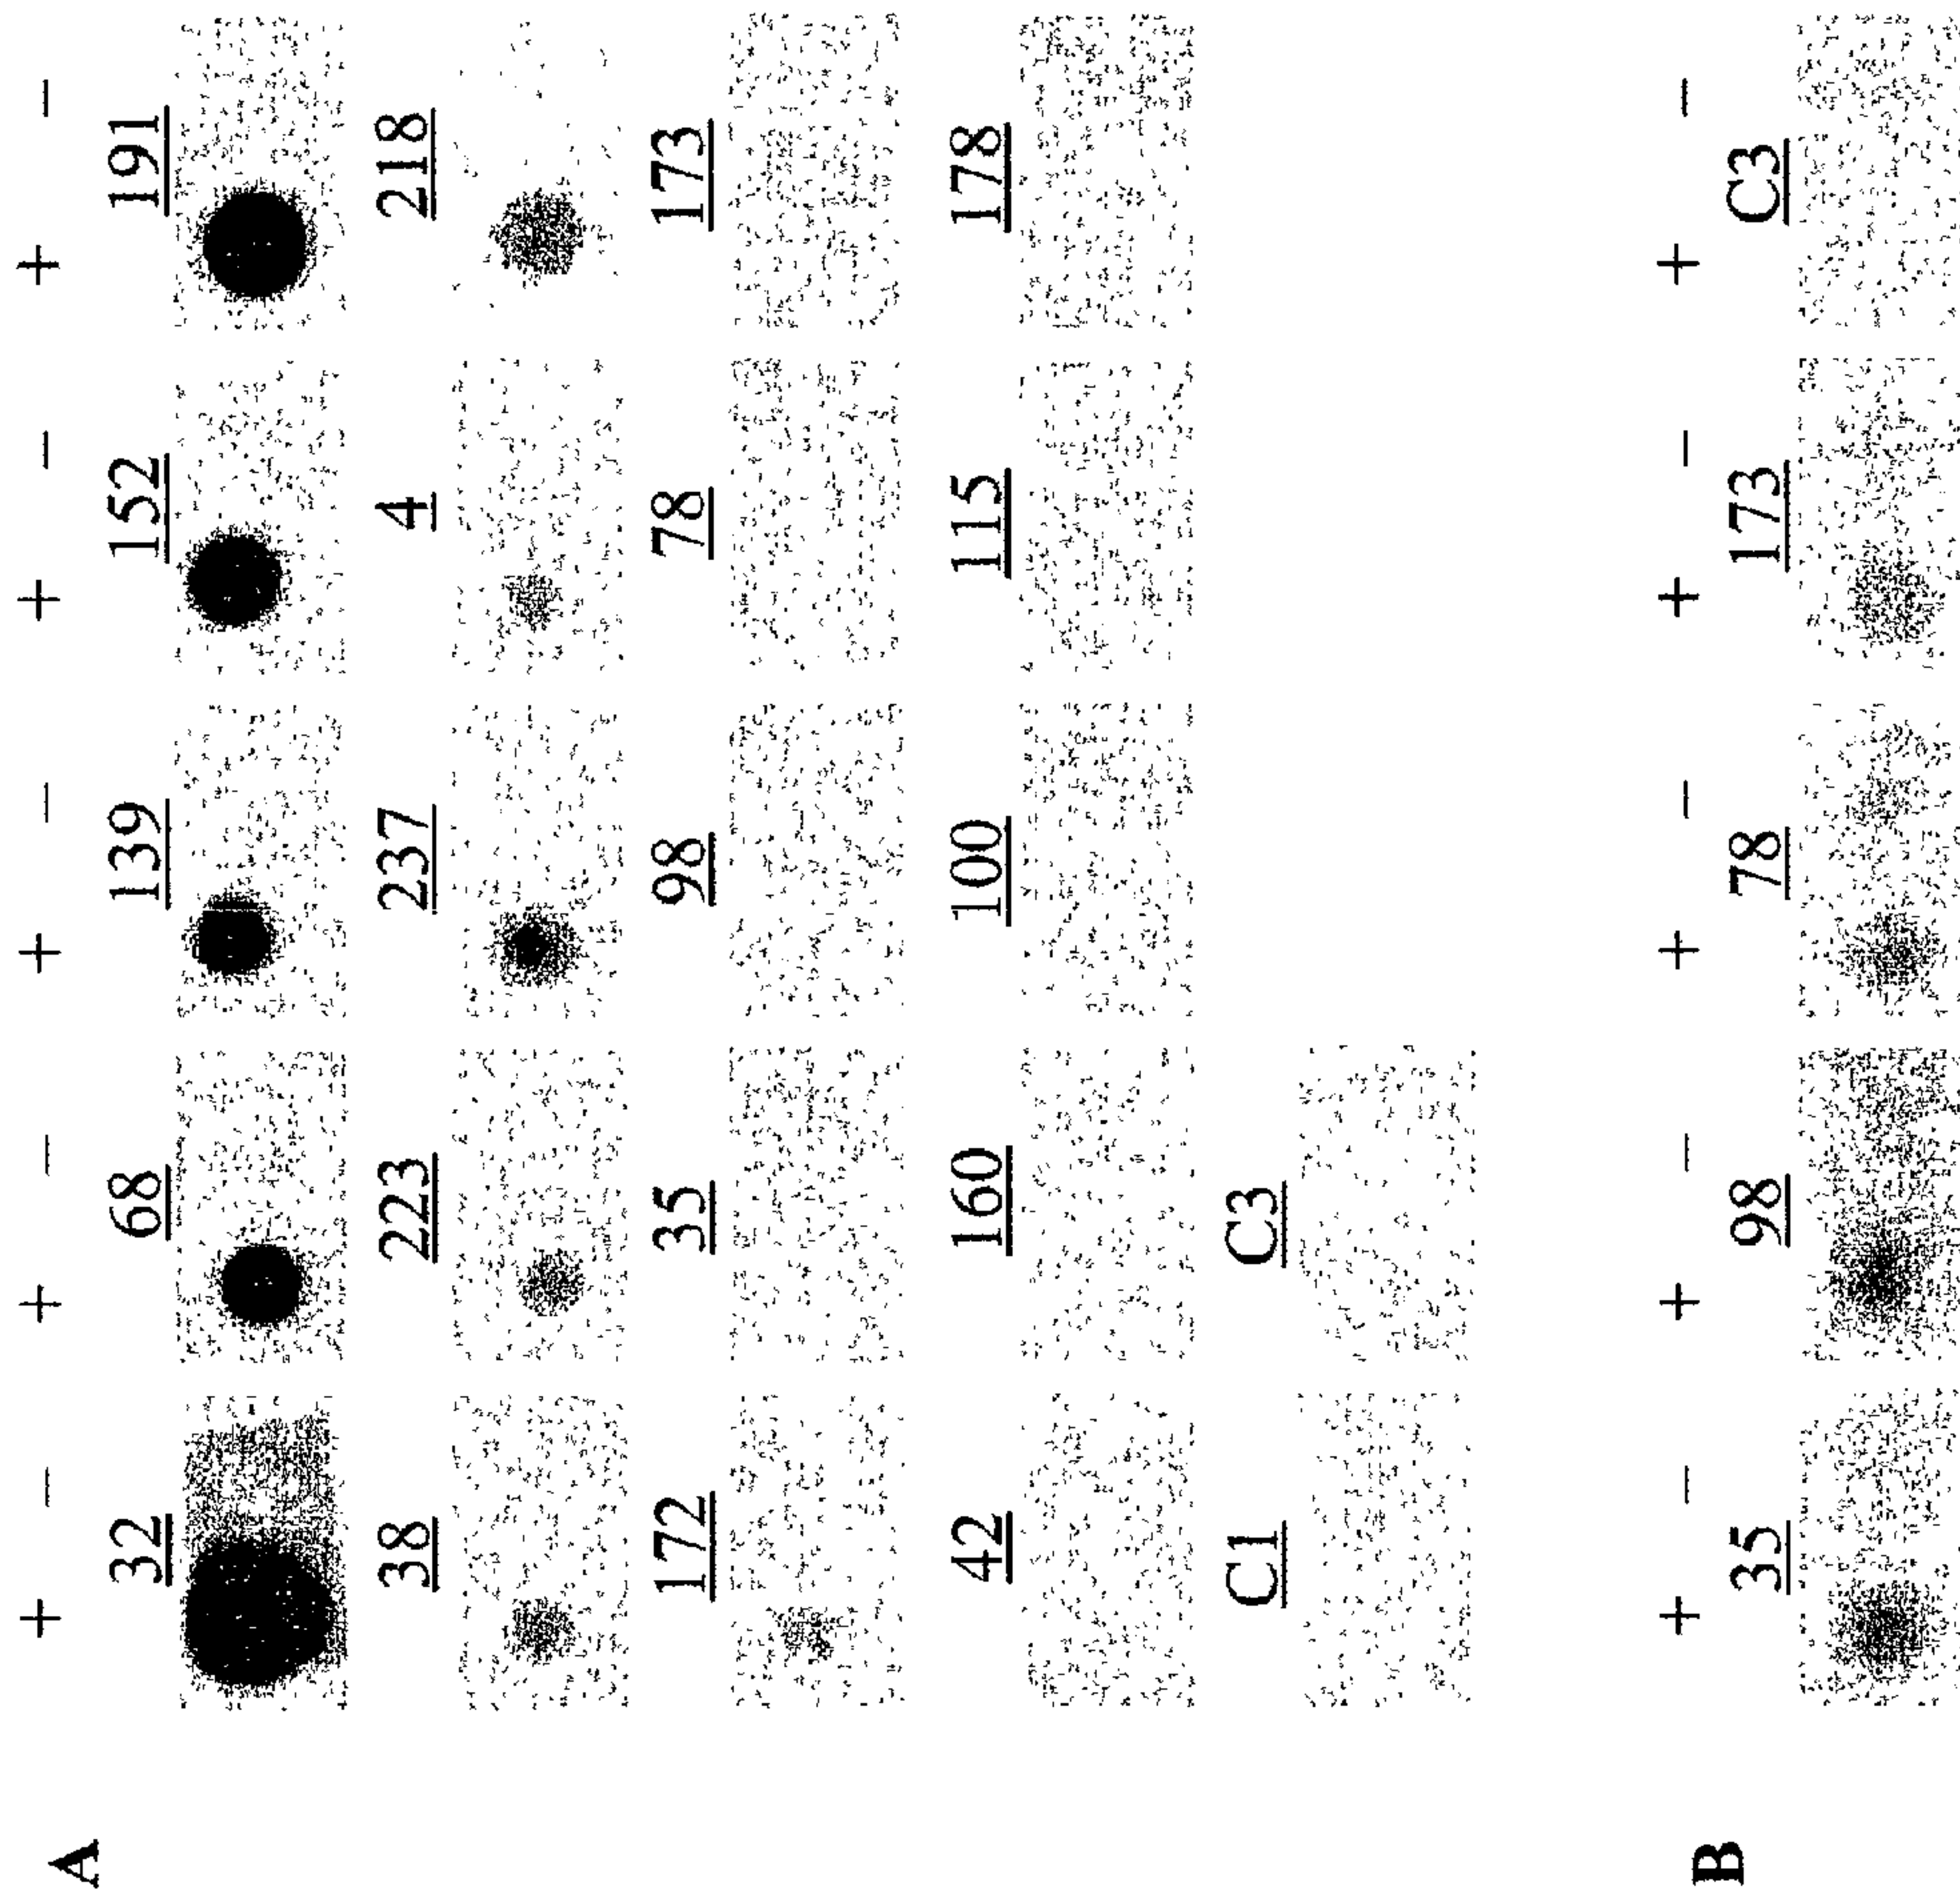 A
+ − + − + − + − + −
32 68 139 152 191
38 223 237 4 218
172 35 98 78 173
42 160 100 115 178
C1 C3
B
+ − + − + − + − + −
35 98 78 173 C3